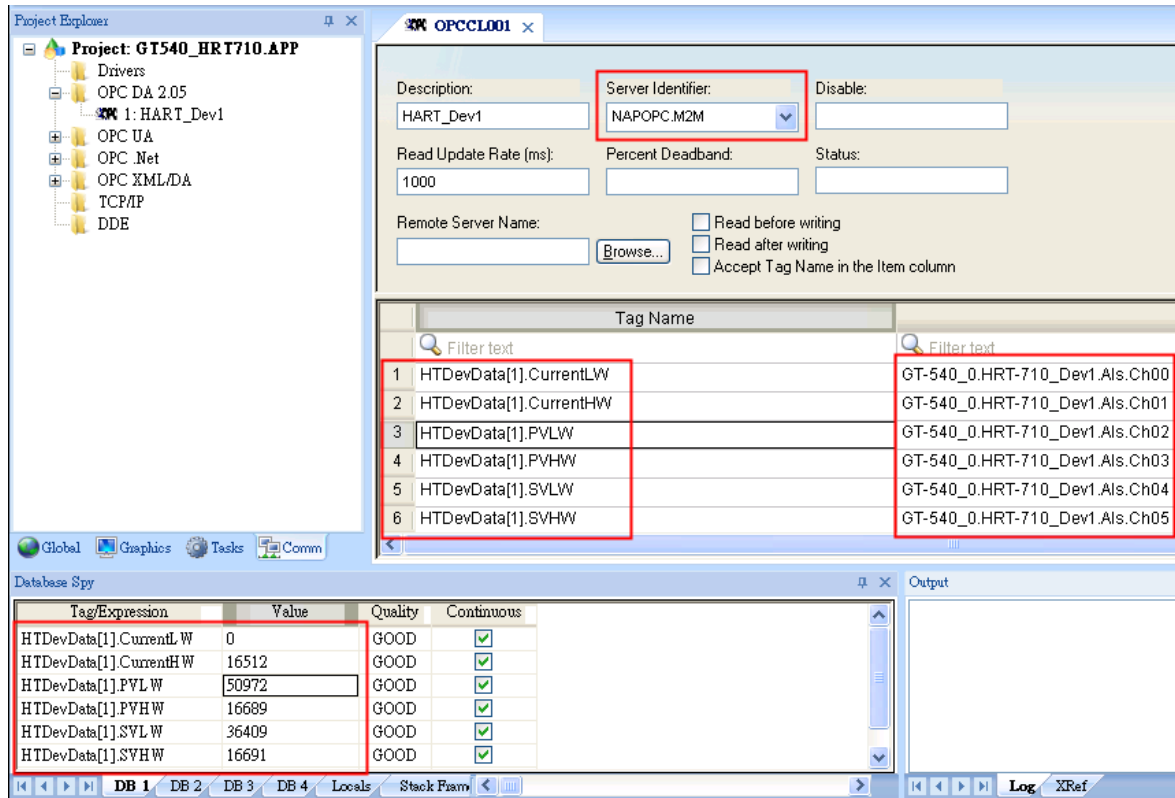 Project Explorer
Project: GT540_HRT710.APP
Drivers
OPC DA 2.05
1: HART_Dev1
OPC UA
OPC .Net
OPC XML/DA
TCP/IP
DDE
Global Graphics Tasks Comm
OPCCL001
Description: Server Identifier: Disable:
HART_Dev1 NAPOPC.M2M
Read Update Rate (ms): Percent Deadband: Status:
1000
Remote Server Name:
Browse...
Read before writing
Read after writing
Accept Tag Name in the Item column
Tag Name
Filter text Filter text
1 HTDevData[1].CurrentLW GT-540_0.HRT-710_Dev1.AIs.Ch00
2 HTDevData[1].CurrentHW GT-540_0.HRT-710_Dev1.AIs.Ch01
3 HTDevData[1].PVLW GT-540_0.HRT-710_Dev1.AIs.Ch02
4 HTDevData[1].PVHW GT-540_0.HRT-710_Dev1.AIs.Ch03
5 HTDevData[1].SVLW GT-540_0.HRT-710_Dev1.AIs.Ch04
6 HTDevData[1].SVHW GT-540_0.HRT-710_Dev1.AIs.Ch05
Database Spy
Tag/Expression Value Quality Continuous
HTDevData[1].CurrentLW 0 GOOD
HTDevData[1].CurrentHW 16512 GOOD
HTDevData[1].PVLW 50972 GOOD
HTDevData[1].PVHW 16689 GOOD
HTDevData[1].SVLW 36409 GOOD
HTDevData[1].SVHW 16691 GOOD
DB 1 DB 2 DB 3 DB 4 Locals Stack Fram
Output
Log XRef